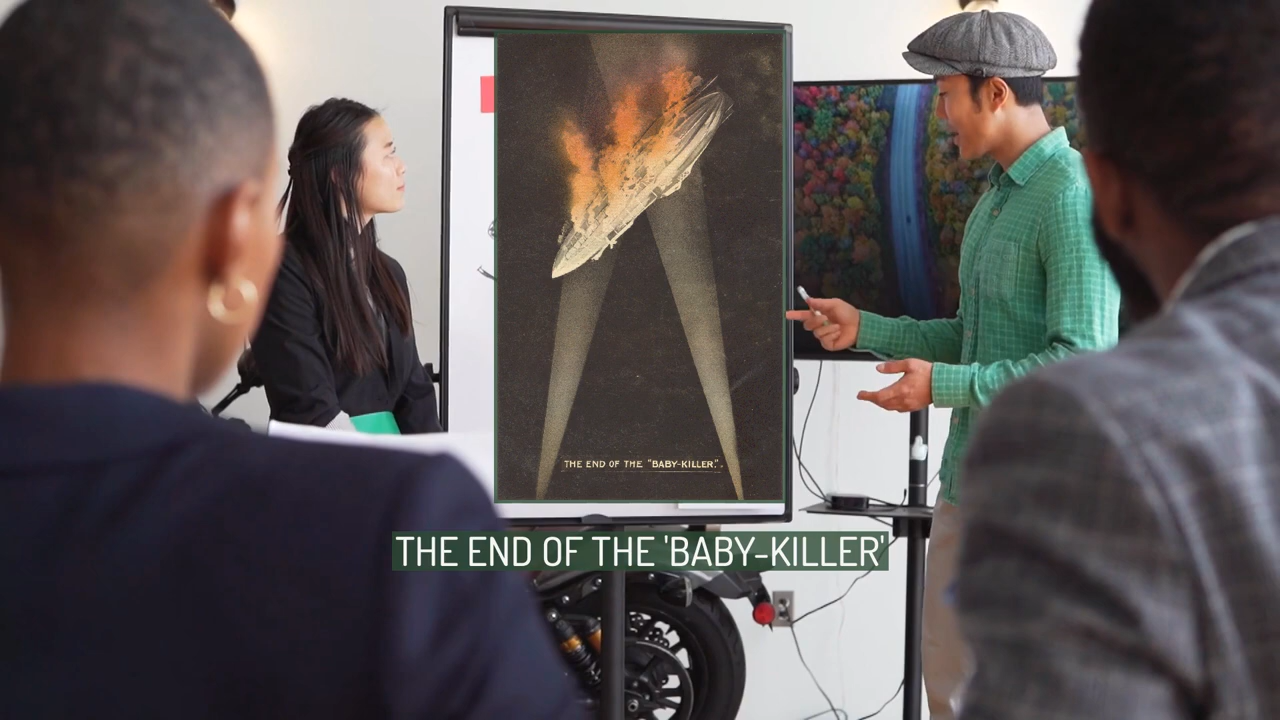 THE END OF THE "BABY-KILLER".
THE END OF THE 'BABY-KILLER'